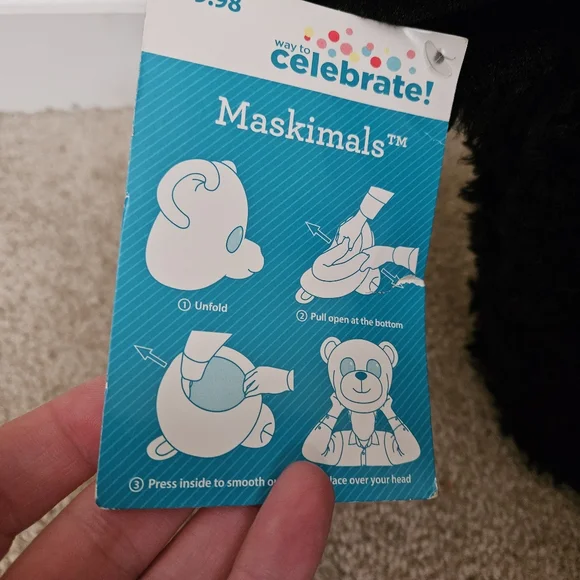 .98
way to
celebrate!
Maskimals™
① Unfold
② Pull open at the bottom
③ Press inside to smooth over your head